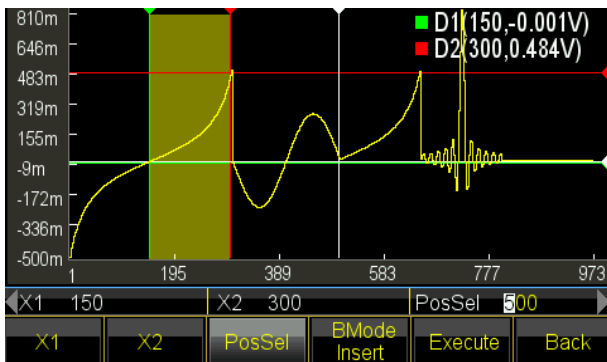 810m
646m
483m
319m
155m
-9m
-172m
-336m
-500m
D1(150,-0.001V)
D2(300,0.484V)
1 195 389 583 777 973
X1 150 X2 300 PosSel 500
X1 X2 PosSel BMode Insert Execute Back